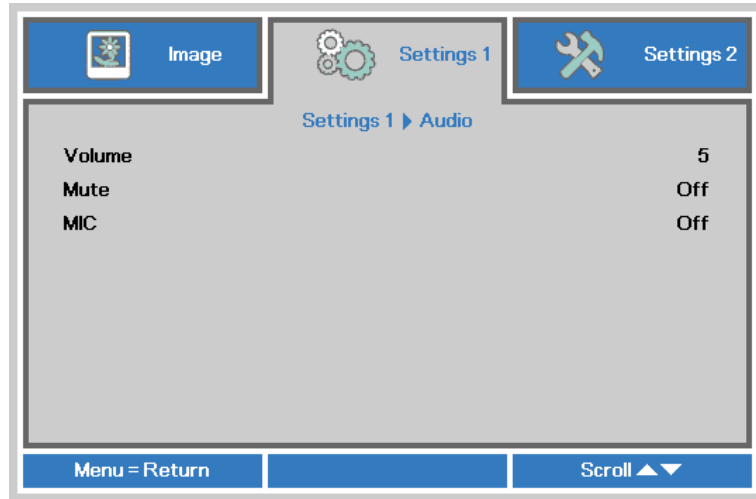 Image
Settings 1
Settings 2
Settings 1 ▶ Audio
Volume 5
Mute Off
MIC Off
Menu = Return
Scroll ▲▼